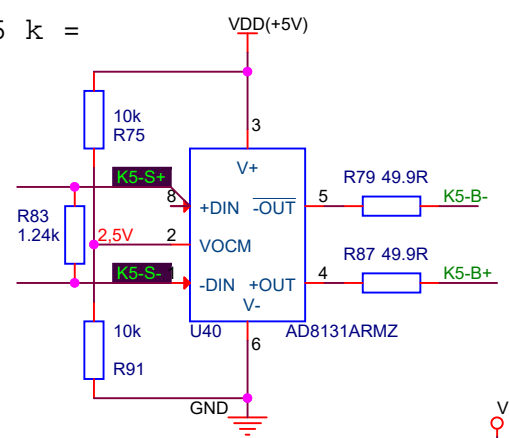 5 k =
VDD(+5V)
10k
R75
3
V+
K5-S+
8
+DIN
-OUT
5
R79 49.9R
K5-B-
R83
1.24k
2,5V
2
VOCM
R87 49.9R
K5-S-
1
-DIN
+OUT
4
K5-B+
V-
10k
U40
AD8131ARMZ
6
R91
GND
V